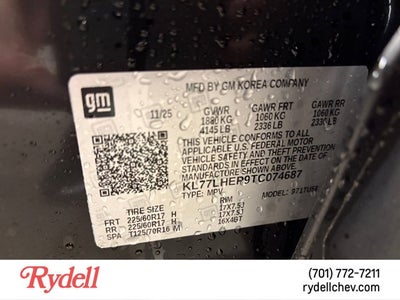 gm
MFD BY GM KOREA COMPANY
11/25
GVWR GAWR FRT GAWR RR
1880 KG 1060 KG 1060 KG
4145 LB 2336 LB 2336 LB
THIS VEHICLE CONFORMS TO ALL
APPLICABLE U.S. FEDERAL MOTOR
VEHICLE SAFETY AND THEFT PREVENTION
STANDARDS IN EFFECT ON THE DATE OF
MANUFACTURE SHOWN ABOVE.
KL77LHER9TC074687
TYPE: MPV MODEL:
TIRE SIZE RIM
FRT 225/60R17 H 17X7.5J
RR 225/60R17 H 17X7.5J
SPA T125/70R16 M 16X4BT
Rydell
(701) 772-7211
rydellchev.com